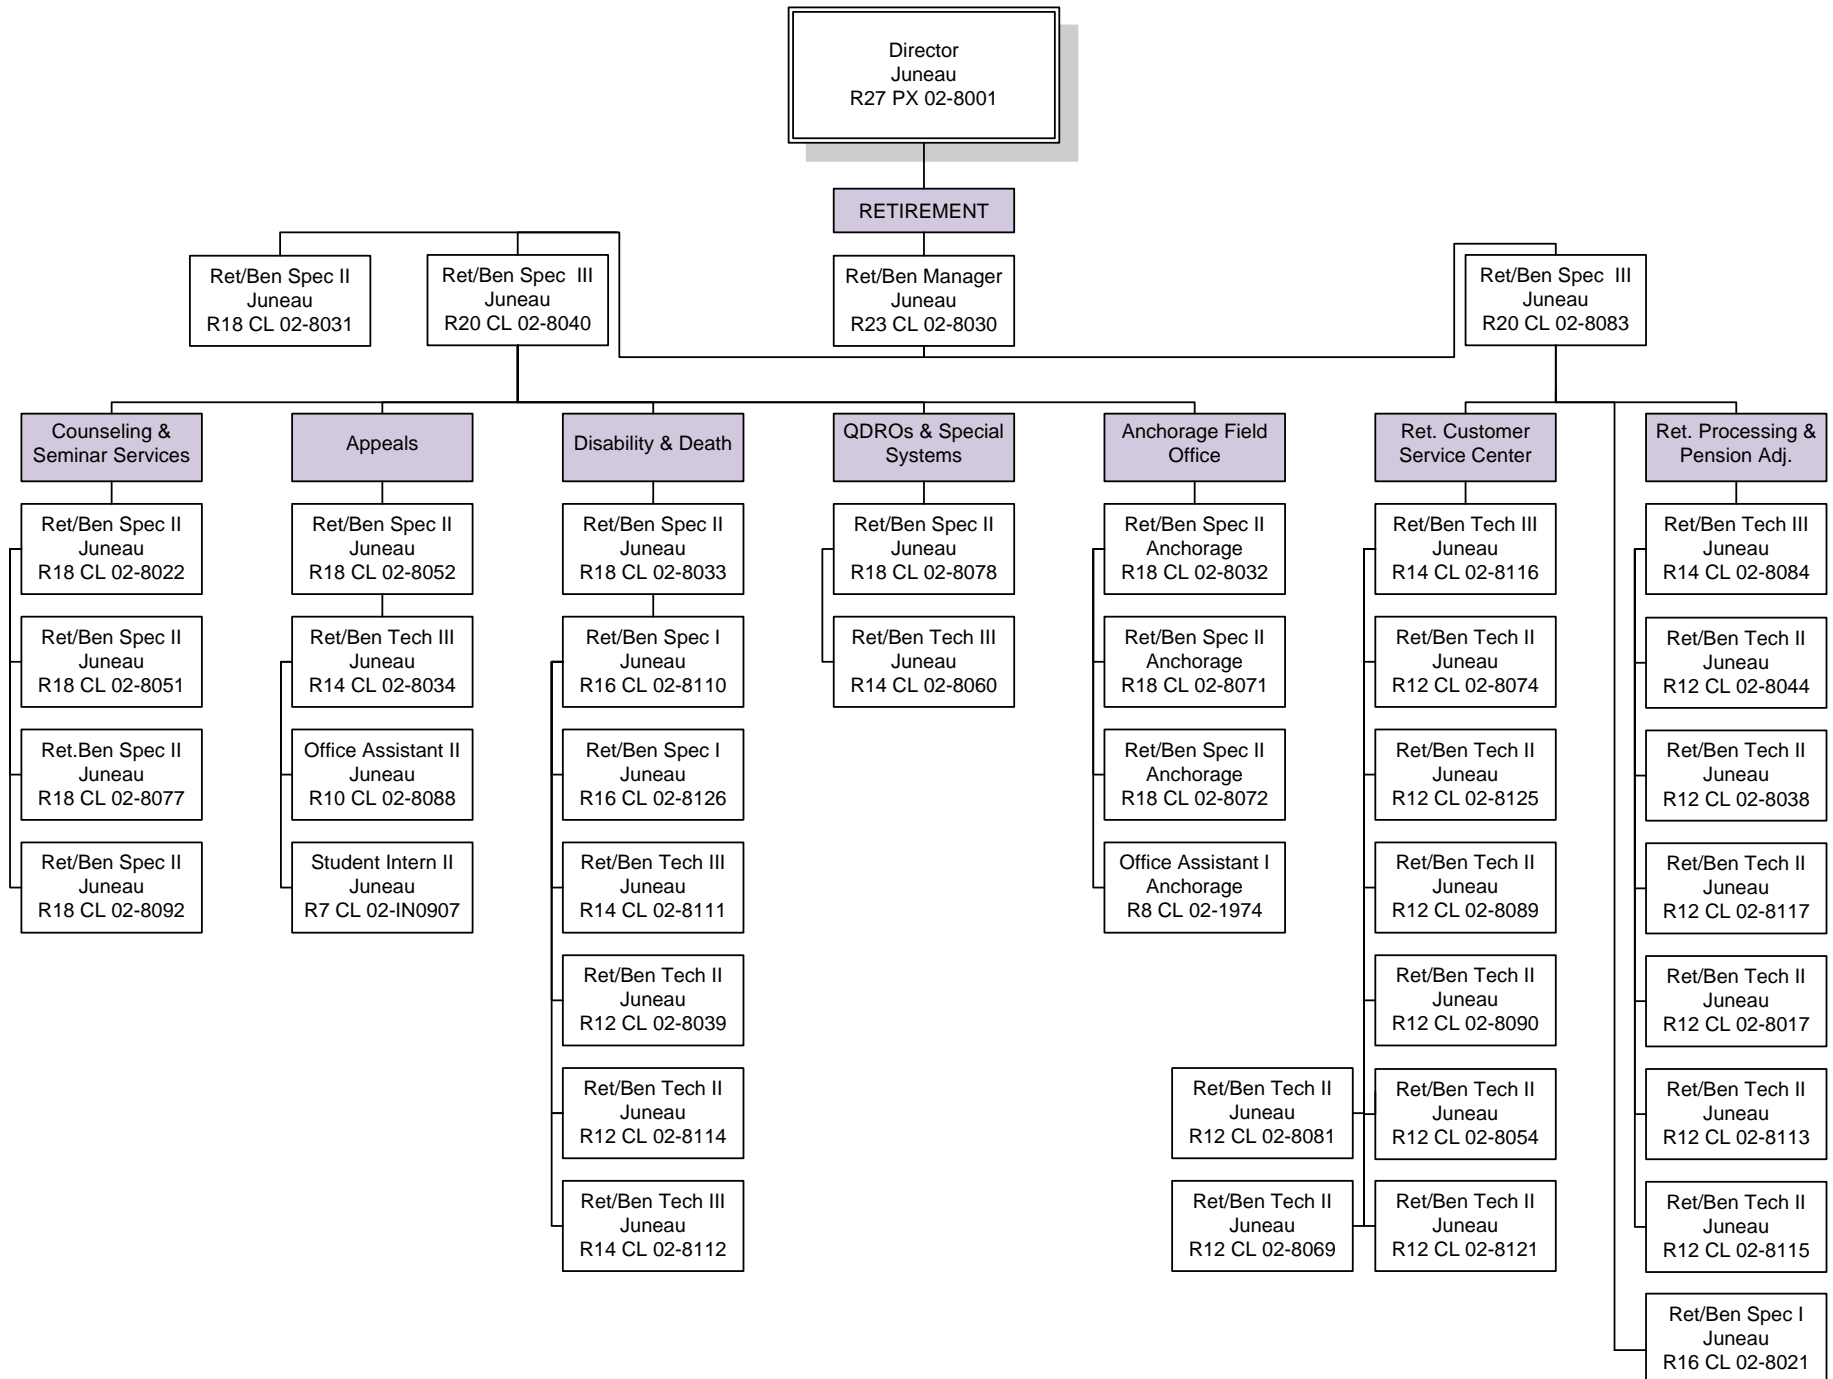 Director
Juneau
R27 PX 02-8001
RETIREMENT
Ret/Ben Spec II
Juneau
R18 CL 02-8031
Ret/Ben Spec  III
Juneau
R20 CL 02-8040
Ret/Ben Manager
Juneau
R23 CL 02-8030
Ret/Ben Spec  III
Juneau
R20 CL 02-8083
Counseling &
Seminar Services
Ret/Ben Spec II
Juneau
R18 CL 02-8022
Ret/Ben Spec II
Juneau
R18 CL 02-8051
Ret.Ben Spec II
Juneau
R18 CL 02-8077
Ret/Ben Spec II
Juneau
R18 CL 02-8092
Appeals
Ret/Ben Spec II
Juneau
R18 CL 02-8052
Ret/Ben Tech III
Juneau
R14 CL 02-8034
Office Assistant II
Juneau
R10 CL 02-8088
Student Intern II
Juneau
R7 CL 02-IN0907
Disability & Death
Ret/Ben Spec II
Juneau
R18 CL 02-8033
Ret/Ben Spec I
Juneau
R16 CL 02-8110
Ret/Ben Spec I
Juneau
R16 CL 02-8126
Ret/Ben Tech III
Juneau
R14 CL 02-8111
Ret/Ben Tech II
Juneau
R12 CL 02-8039
Ret/Ben Tech II
Juneau
R12 CL 02-8114
Ret/Ben Tech III
Juneau
R14 CL 02-8112
QDROs & Special
Systems
Ret/Ben Spec II
Juneau
R18 CL 02-8078
Ret/Ben Tech III
Juneau
R14 CL 02-8060
Anchorage Field
Office
Ret/Ben Spec II
Anchorage
R18 CL 02-8032
Ret/Ben Spec II
Anchorage
R18 CL 02-8071
Ret/Ben Spec II
Anchorage
R18 CL 02-8072
Office Assistant I
Anchorage
R8 CL 02-1974
Ret. Customer
Service Center
Ret/Ben Tech III
Juneau
R14 CL 02-8116
Ret/Ben Tech II
Juneau
R12 CL 02-8074
Ret/Ben Tech II
Juneau
R12 CL 02-8125
Ret/Ben Tech II
Juneau
R12 CL 02-8089
Ret/Ben Tech II
Juneau
R12 CL 02-8090
Ret/Ben Tech II
Juneau
R12 CL 02-8081
Ret/Ben Tech II
Juneau
R12 CL 02-8054
Ret/Ben Tech II
Juneau
R12 CL 02-8069
Ret/Ben Tech II
Juneau
R12 CL 02-8121
Ret. Processing &
Pension Adj.
Ret/Ben Tech III
Juneau
R14 CL 02-8084
Ret/Ben Tech II
Juneau
R12 CL 02-8044
Ret/Ben Tech II
Juneau
R12 CL 02-8038
Ret/Ben Tech II
Juneau
R12 CL 02-8117
Ret/Ben Tech II
Juneau
R12 CL 02-8017
Ret/Ben Tech II
Juneau
R12 CL 02-8113
Ret/Ben Tech II
Juneau
R12 CL 02-8115
Ret/Ben Spec I
Juneau
R16 CL 02-8021